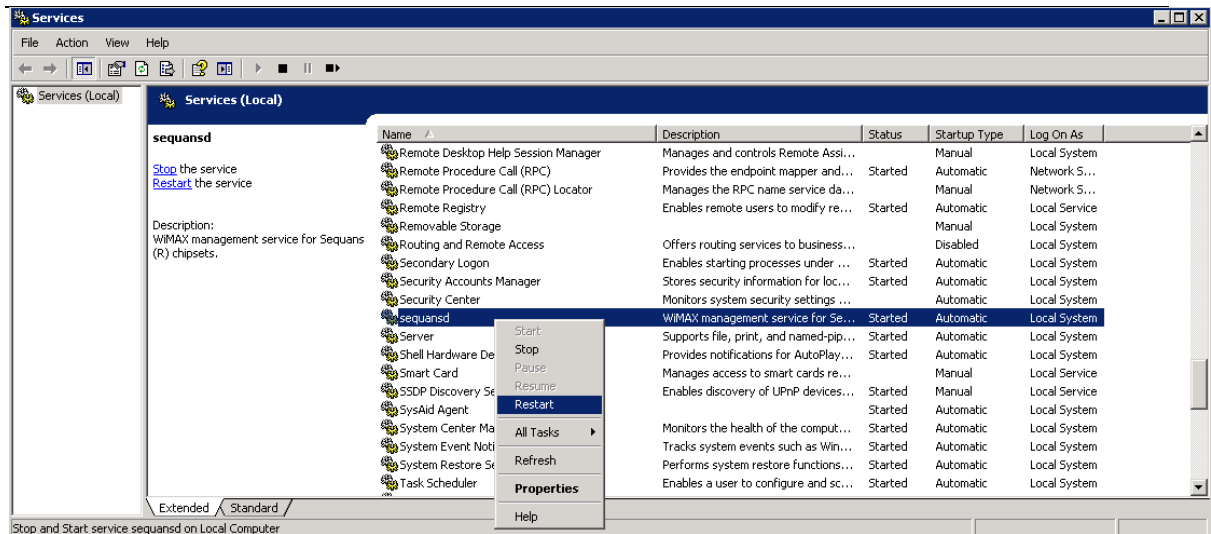 Services
File Action View Help
Services (Local)
Services (Local)
sequansd
Stop the service
Restart the service
Description:
WiMAX management service for Sequans
(R) chipsets.
Name Description Status Startup Type Log On As
Remote Desktop Help Session Manager Manages and controls Remote Assi... Manual Local System
Remote Procedure Call (RPC) Provides the endpoint mapper and... Started Automatic Network S...
Remote Procedure Call (RPC) Locator Manages the RPC name service da... Manual Network S...
Remote Registry Enables remote users to modify re... Started Automatic Local Service
Removable Storage Manual Local System
Routing and Remote Access Offers routing services to business... Disabled Local System
Secondary Logon Enables starting processes under ... Started Automatic Local System
Security Accounts Manager Stores security information for loc... Started Automatic Local System
Security Center Monitors system security settings ... Automatic Local System
sequansd WiMAX management service for Se... Started Automatic Local System
Server Supports file, print, and named-pip... Started Automatic Local System
Shell Hardware De Provides notifications for AutoPlay... Started Automatic Local System
Smart Card Manages access to smart cards re... Manual Local Service
SSDP Discovery Se Enables discovery of UPnP devices... Started Manual Local Service
SysAid Agent Started Automatic Local System
System Center Ma Monitors the health of the comput... Started Automatic Local System
System Event Noti Tracks system events such as Win... Started Automatic Local System
System Restore Se Performs system restore functions... Started Automatic Local System
Task Scheduler Enables a user to configure and sc... Started Automatic Local System
Start
Stop
Pause
Resume
Restart
All Tasks
Refresh
Properties
Help
Extended Standard
Stop and Start service sequansd on Local Computer